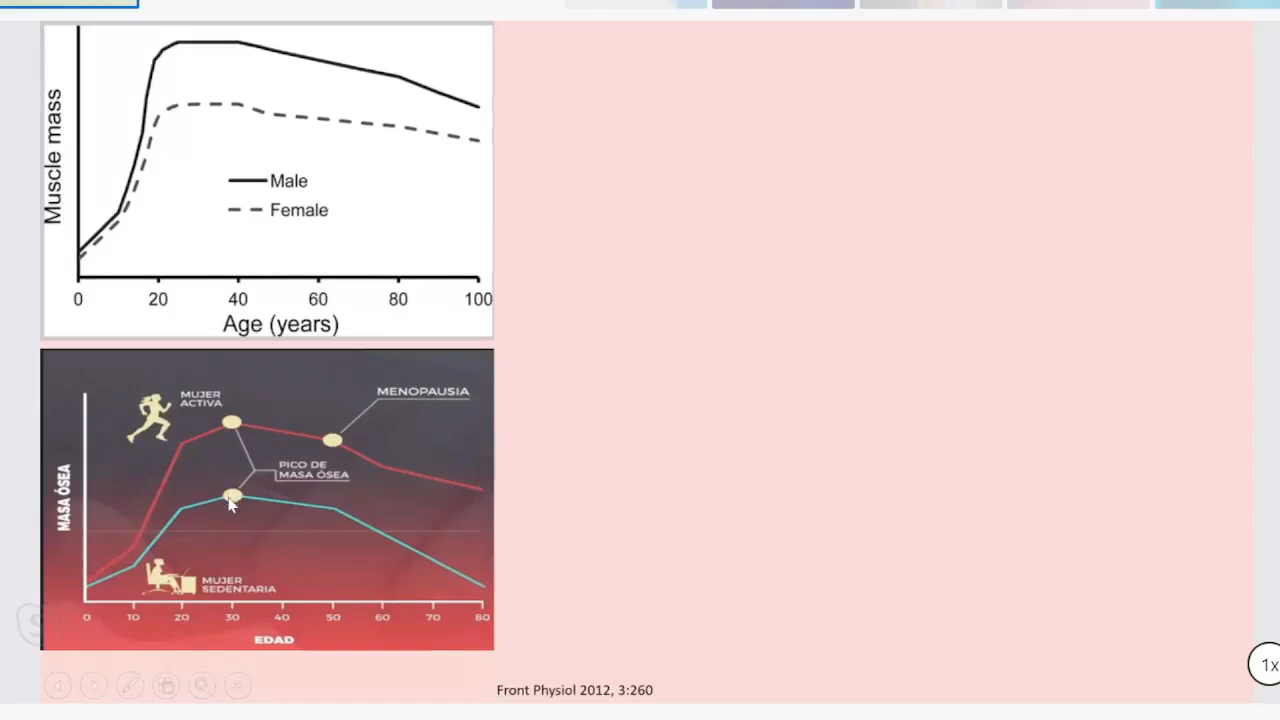 Muscle mass
Male
Female
0 20 40 60 80 100
Age (years)
MUJER
ACTIVA
MENOPAUSIA
PICO DE
MASA ÓSEA
MASA ÓSEA
MUJER
SEDENTARIA
0 10 20 30 40 50 60 70 80
EDAD
S
1x
Front Physiol 2012, 3:260